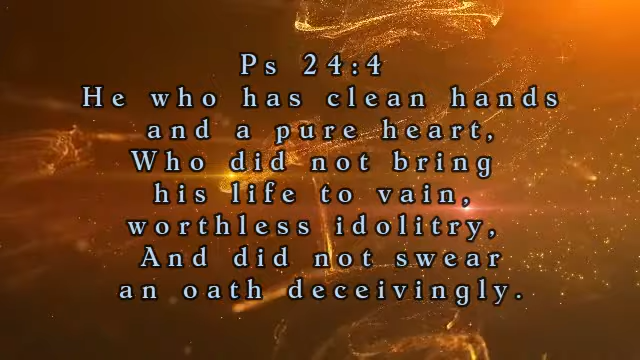 Ps 24:4
He who has clean hands
and a pure heart,
Who did not bring
his life to vain,
worthless idolitry,
And did not swear
an oath deceivingly.